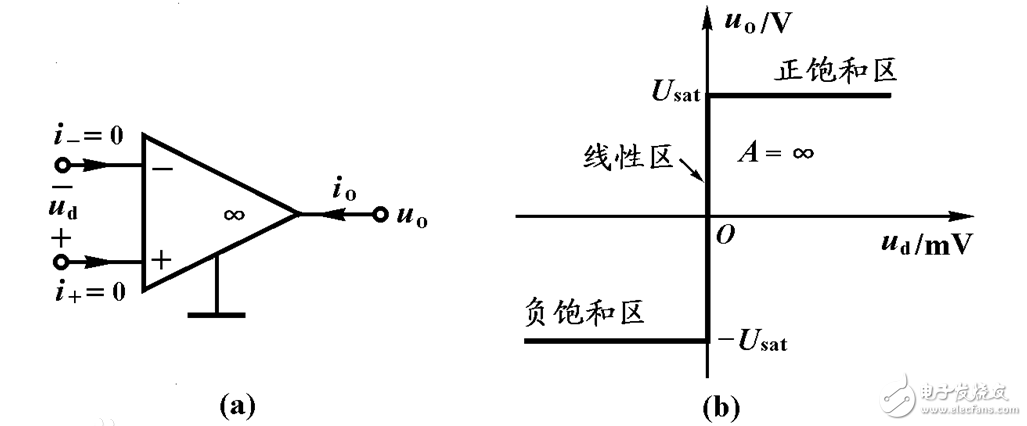 i₋= 0
−
−
u_d
+
+
i₊= 0
∞
i_o
u_o
(a)
u_o/V
正饱和区
U_sat
线性区
A = ∞
O
u_d/mV
负饱和区
−U_sat
(b)
电子发烧友
www.elecfans.com